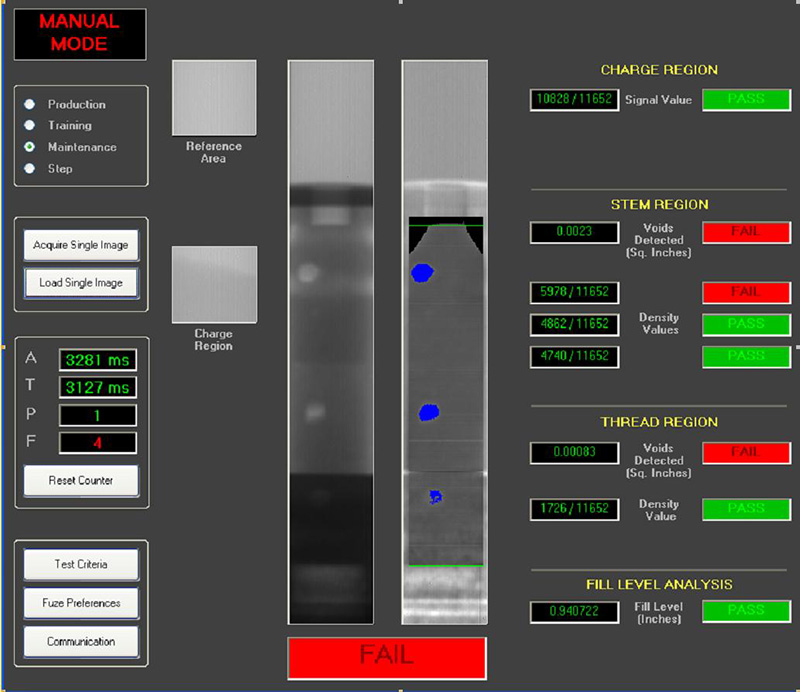 MANUAL
MODE
Production
Training
Maintenance
Step
Acquire Single Image
Load Single Image
A
3281 ms
T
3127 ms
P
1
F
4
Reset Counter
Test Criteria
Fuze Preferences
Communication
Reference
Area
Charge
Region
FAIL
CHARGE REGION
10828/11652
Signal Value
PASS
STEM REGION
0.0023
Voids
Detected
(Sq. Inches)
FAIL
5978/11652
FAIL
4862/11652
Density
Values
PASS
4740/11652
PASS
THREAD REGION
0.00083
Voids
Detected
(Sq. Inches)
FAIL
1726/11652
Density
Value
PASS
FILL LEVEL ANALYSIS
0.940722
Fill Level
(Inches)
PASS